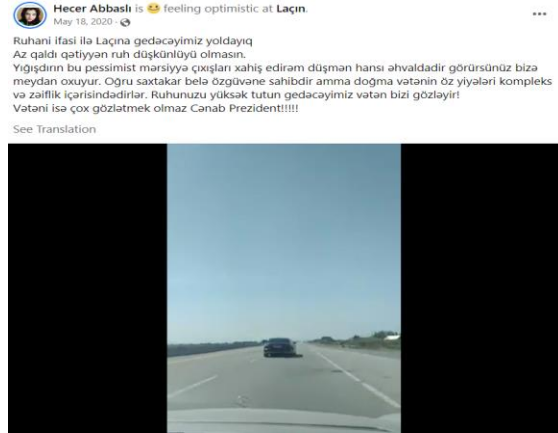 Hecer Abbaslı is 😄 feeling optimistic at Laçın.
May 18, 2020 ·
Ruhani ifasi ilə Laçına gedəcəyimiz yoldayıq
Az qaldı qətiyyən ruh düşkünlüyü olmasın.
Yığışdırın bu pessimist mərsiyyə çıxışları xahiş edirəm düşmən hansı əhvaldadir görürsünüz bizə
meydan oxuyur. Oğru saxtakar belə özgüvənə sahibdir amma doğma vətənin öz yiyələri kompleks
və zəiflik içərisindədirlər. Ruhunuzu yüksək tutun gedəcəyimiz vətən bizi gözləyir!
Vətəni isə çox gözlətmek olmaz Cənab Prezident!!!!!
See Translation